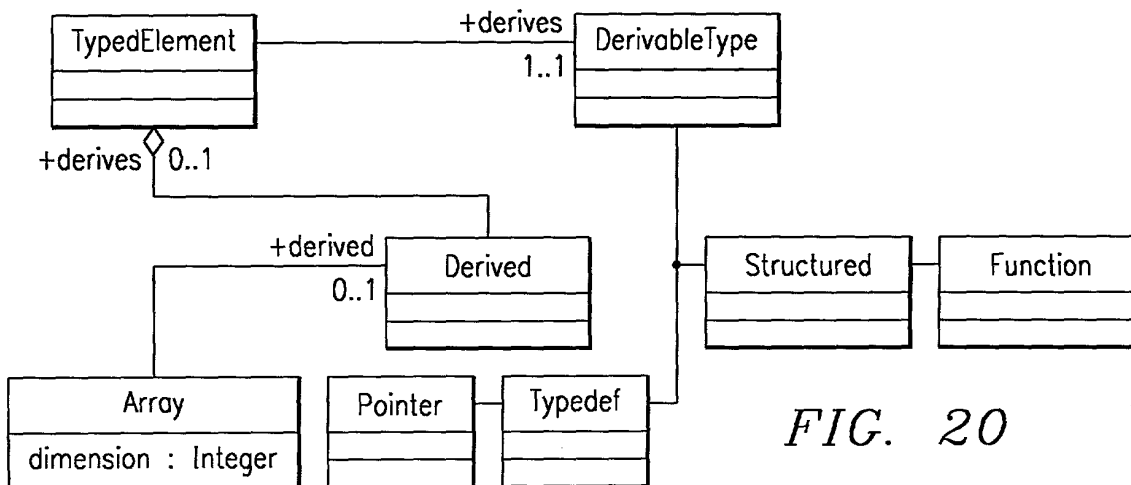 TypedElement
+derives
1..1
DerivableType
+derives
0..1
+derived
0..1
Derived
Structured
Function
Array
dimension : Integer
Pointer
Typedef
FIG. 20